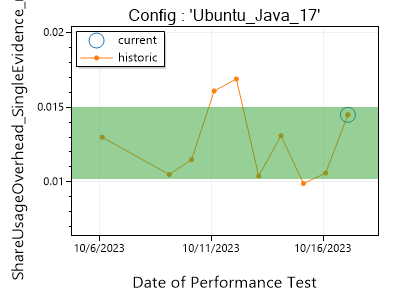 Config : 'Ubuntu_Java_17'
ShareUsageOverhead_SingleEvidence_
0.02
0.015
0.01
current
historic
10/6/2023
10/11/2023
10/16/2023
Date of Performance Test